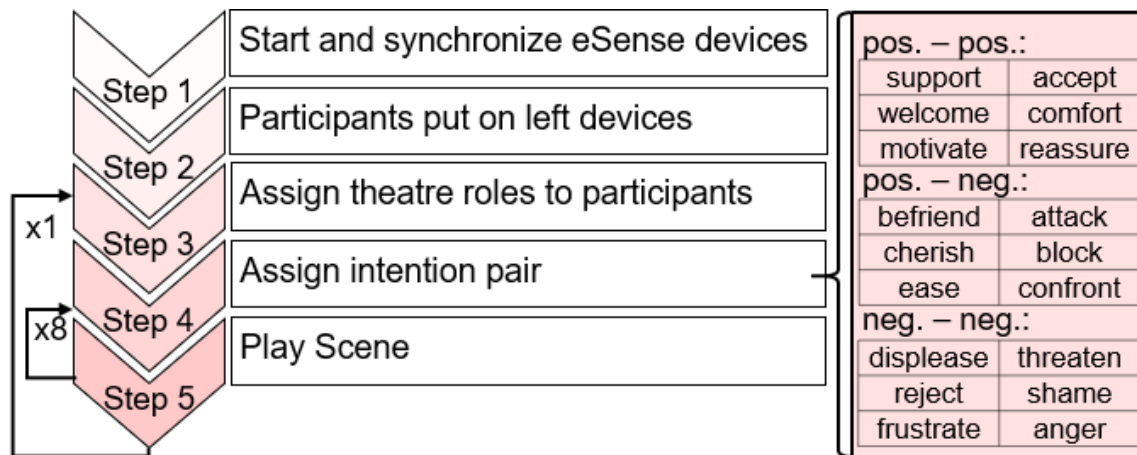 Step 1
Start and synchronize eSense devices
Step 2
Participants put on left devices
Step 3
Assign theatre roles to participants
Step 4
Assign intention pair
Step 5
Play Scene
x1
x8
pos. – pos.:
support accept
welcome comfort
motivate reassure
pos. – neg.:
befriend attack
cherish block
ease confront
neg. – neg.:
displease threaten
reject shame
frustrate anger